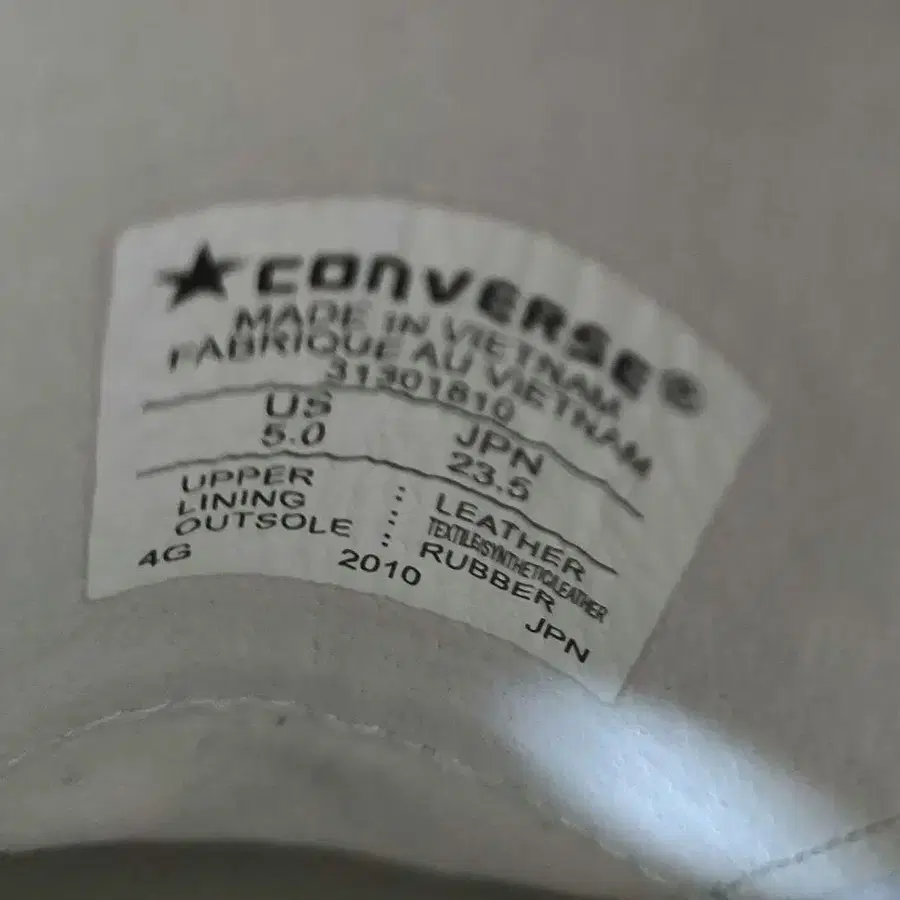 ★CONVERSE®
MADE IN VIETNAM
FABRIQUE AU VIETNAM
31301810
US JPN
5.0 23.5
UPPER : LEATHER
LINING : TEXTILE/SYNTHETIC/LEATHER
OUTSOLE : RUBBER
4G 2010 JPN